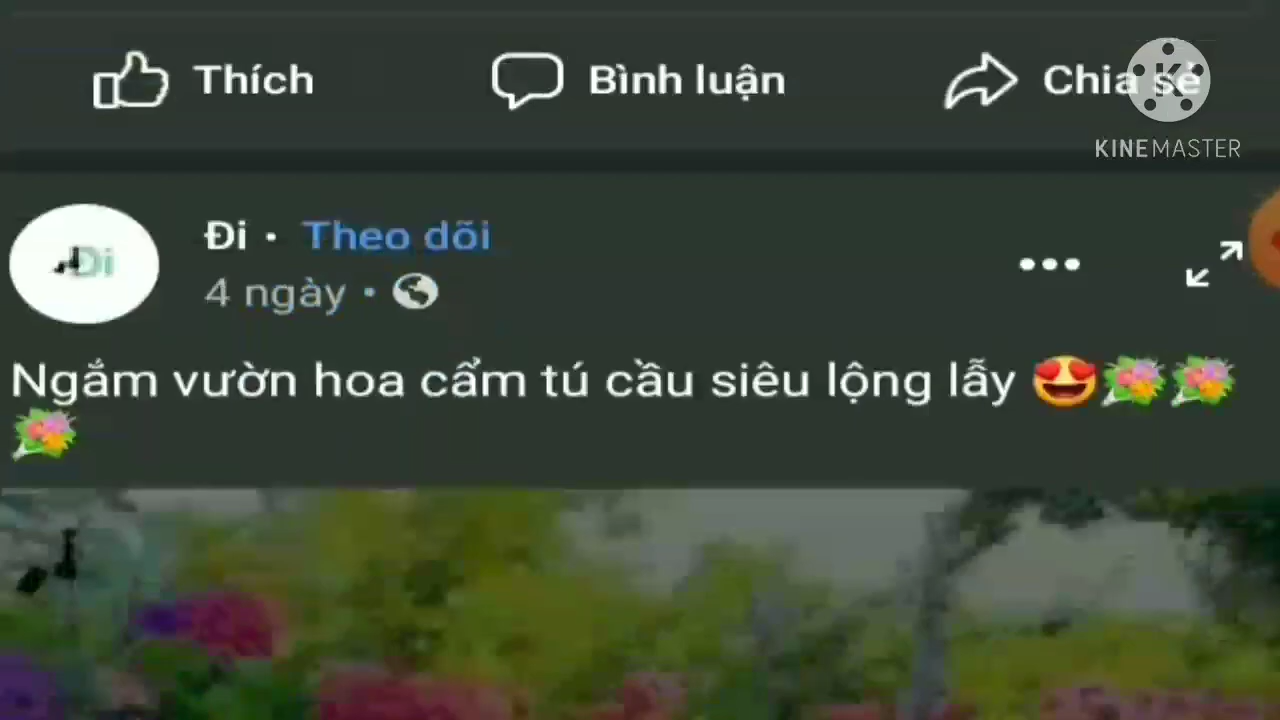 Thích Bình luận Chia sẻ
KINEMASTER
Đi Đi · Theo dõi
4 ngày ·
Ngắm vườn hoa cẩm tú cầu siêu lộng lẫy 😍💐💐
💐